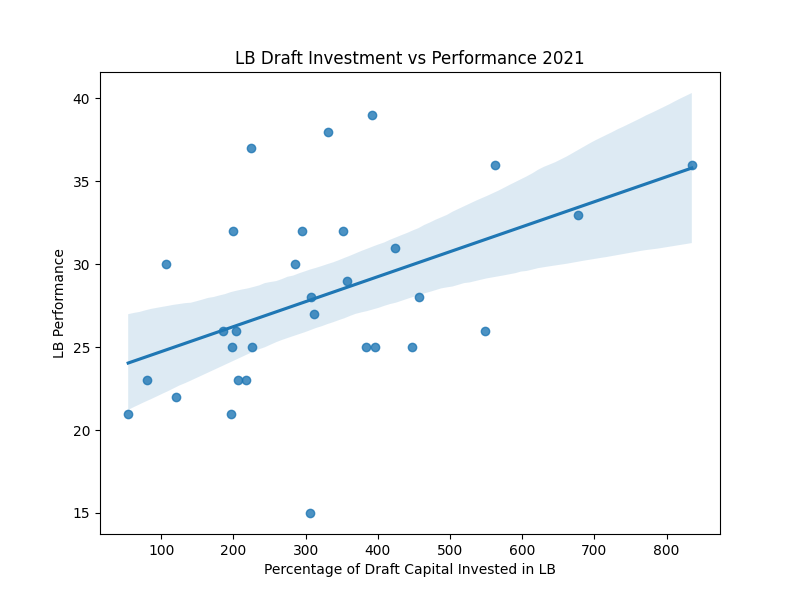 LB Draft Investment vs Performance 2021
LB Performance
40
35
30
25
20
15
100 200 300 400 500 600 700 800
Percentage of Draft Capital Invested in LB